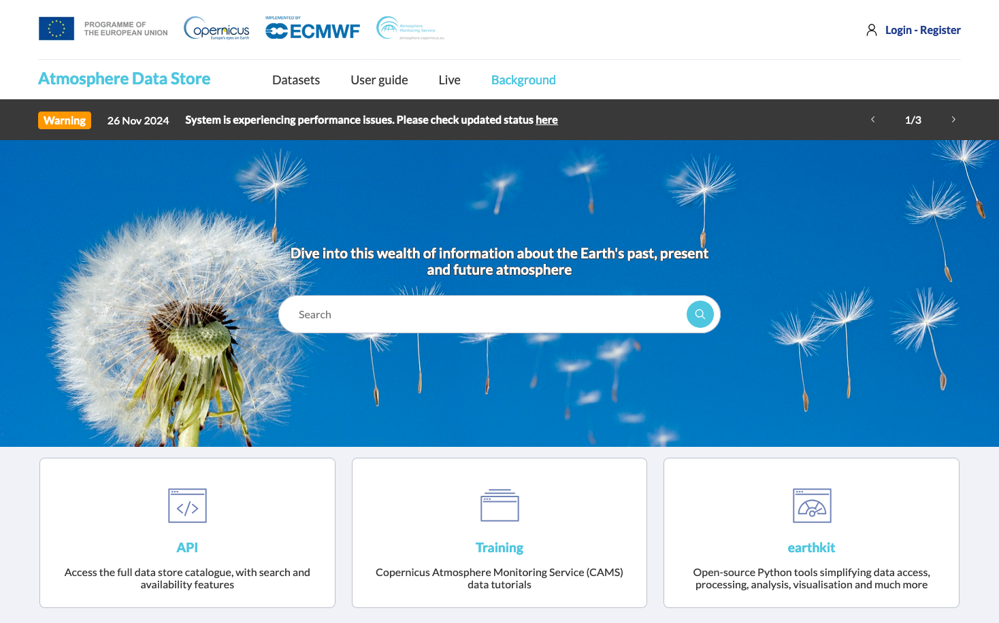 PROGRAMME OF
THE EUROPEAN UNION
opernicus
Europe's eyes on Earth
IMPLEMENTED BY
ECMWF
Atmosphere
Monitoring Service
atmosphere.copernicus.eu
Login - Register
Atmosphere Data Store
Datasets
User guide
Live
Background
Warning
26 Nov 2024
System is experiencing performance issues. Please check updated status here
1/3
Dive into this wealth of information about the Earth's past, present
and future atmosphere
Search
API
Access the full data store catalogue, with search and
availability features
Training
Copernicus Atmosphere Monitoring Service (CAMS)
data tutorials
earthkit
Open-source Python tools simplifying data access,
processing, analysis, visualisation and much more